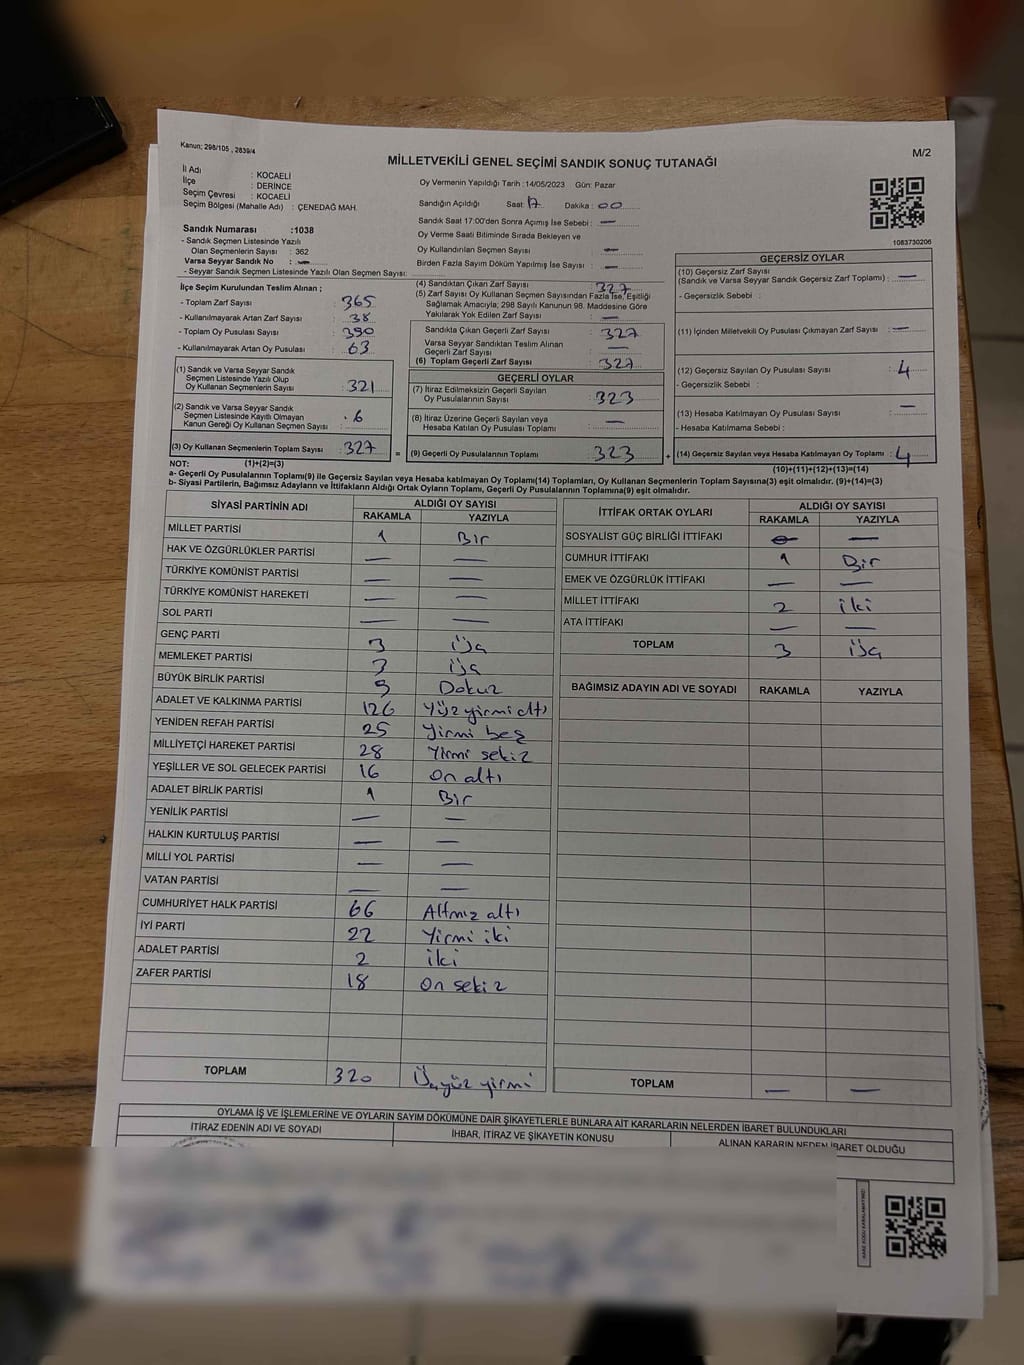 Kanun; 298/105 , 2839/4
M/2
MİLLETVEKİLİ GENEL SEÇİMİ SANDIK SONUÇ TUTANAĞI
İl Adı : KOCAELİ
İlçe : DERİNCE
Seçim Çevresi : KOCAELİ
Seçim Bölgesi (Mahalle Adı) : ÇENEDAĞ MAH.
Sandık Numarası :1038
- Sandık Seçmen Listesinde Yazılı
Olan Seçmenlerin Sayısı : 362
Varsa Seyyar Sandık No : —
- Seyyar Sandık Seçmen Listesinde Yazılı Olan Seçmen Sayısı:
Oy Vermenin Yapıldığı Tarih :14/05/2023 Gün: Pazar
Sandığın Açıldığı Saat: 17 Dakika : 00
Sandık Saat 17:00'den Sonra Açımış İse Sebebi : —
Oy Verme Saati Bitiminde Sırada Bekleyen ve
Oy Kullandırılan Seçmen Sayısı : —
Birden Fazla Sayım Döküm Yapılmış İse Sayısı : —
1083730206
İlçe Seçim Kurulundan Teslim Alınan ;
- Toplam Zarf Sayısı : 365
- Kullanılmayarak Artan Zarf Sayısı : 38
- Toplam Oy Pusulası Sayısı : 390
- Kullanılmayarak Artan Oy Pusulası : 63
(1) Sandık ve Varsa Seyyar Sandık
Seçmen Listesinde Yazılı Olup
Oy Kullanan Seçmenlerin Sayısı : 321
(2) Sandık ve Varsa Seyyar Sandık
Seçmen Listesinde Kayıtlı Olmayan
Kanun Gereği Oy Kullanan Seçmen Sayısı : 6
(3) Oy Kullanan Seçmenlerin Toplam Sayısı : 327
(4) Sandıktan Çıkan Zarf Sayısı : 327
(5) Zarf Sayısı Oy Kullanan Seçmen Sayısından Fazla İse, Eşitliği
Sağlamak Amacıyla; 298 Sayılı Kanunun 98. Maddesine Göre
Yakılarak Yok Edilen Zarf Sayısı : —
Sandıkta Çıkan Geçerli Zarf Sayısı : 327
Varsa Seyyar Sandıktan Teslim Alınan
Geçerli Zarf Sayısı : —
(6) Toplam Geçerli Zarf Sayısı : 327
GEÇERLİ OYLAR
(7) İtiraz Edilmeksizin Geçerli Sayılan
Oy Pusulasının Sayısı : 323
(8) İtiraz Üzerine Geçerli Sayılan veya
Hesaba Katılan Oy Pusulası Toplamı : —
= (9) Geçerli Oy Pusulalarının Toplamı : 323
GEÇERSİZ OYLAR
(10) Geçersiz Zarf Sayısı
(Sandık ve Varsa Seyyar Sandık Geçersiz Zarf Toplamı) : —
- Geçersizlik Sebebi :
(11) İçinden Milletvekili Oy Pusulası Çıkmayan Zarf Sayısı : —
(12) Geçersiz Sayılan Oy Pusulası Sayısı : 4
- Geçersizlik Sebebi :
(13) Hesaba Katılmayan Oy Pusulası Sayısı : —
- Hesaba Katılmama Sebebi :
+ (14) Geçersiz Sayılan veya Hesaba Katılmayan Oy Toplamı : 4
NOT: (1)+(2)=(3)
(10)+(11)+(12)+(13)=(14)
a- Geçerli Oy Pusulalarının Toplamı(9) ile Geçersiz Sayılan veya Hesaba katılmayan Oy Toplamı(14) Toplamları, Oy Kullanan Seçmenlerin Toplam Sayısına(3) eşit olmalıdır. (9)+(14)=(3)
b- Siyasi Partilerin, Bağımsız Adayların ve İttifakların Aldığı Ortak Oyların Toplamı, Geçerli Oy Pusulalarının Toplamına(9) eşit olmalıdır.
SİYASİ PARTİNİN ADI ALDIĞI OY SAYISI
RAKAMLA YAZIYLA
MİLLET PARTİSİ 1 Bir
HAK VE ÖZGÜRLÜKLER PARTİSİ — —
TÜRKİYE KOMÜNİST PARTİSİ — —
TÜRKİYE KOMÜNİST HAREKETİ — —
SOL PARTİ — —
GENÇ PARTİ 3 üç
MEMLEKET PARTİSİ 3 üç
BÜYÜK BİRLİK PARTİSİ 9 Dokuz
ADALET VE KALKINMA PARTİSİ 126 Yüz yirmi altı
YENİDEN REFAH PARTİSİ 25 Yirmi beş
MİLLİYETÇİ HAREKET PARTİSİ 28 Yirmi sekiz
YEŞİLLER VE SOL GELECEK PARTİSİ 16 On altı
ADALET BİRLİK PARTİSİ 1 Bir
YENİLİK PARTİSİ — —
HALKIN KURTULUŞ PARTİSİ — —
MİLLİ YOL PARTİSİ — —
VATAN PARTİSİ — —
CUMHURİYET HALK PARTİSİ 66 Altmış altı
İYİ PARTİ 22 Yirmi iki
ADALET PARTİSİ 2 iki
ZAFER PARTİSİ 18 On sekiz
TOPLAM 320 Üçyüz yirmi
İTTİFAK ORTAK OYLARI ALDIĞI OY SAYISI
RAKAMLA YAZIYLA
SOSYALİST GÜÇ BİRLİĞİ İTTİFAKI — —
CUMHUR İTTİFAKI 1 Bir
EMEK VE ÖZGÜRLÜK İTTİFAKI — —
MİLLET İTTİFAKI 2 iki
ATA İTTİFAKI — —
TOPLAM 3 üç
BAĞIMSIZ ADAYIN ADI VE SOYADI RAKAMLA YAZIYLA
TOPLAM — —
OYLAMA İŞ VE İŞLEMLERİNE VE OYLARIN SAYIM DÖKÜMÜNE DAİR ŞİKAYETLERLE BUNLARA AİT KARARLARIN NELERDEN İBARET BULUNDUKLARI
İTİRAZ EDENİN ADI VE SOYADI İHBAR, İTİRAZ VE ŞİKAYETİN KONUSU ALINAN KARARIN NEDEN İBARET OLDUĞU